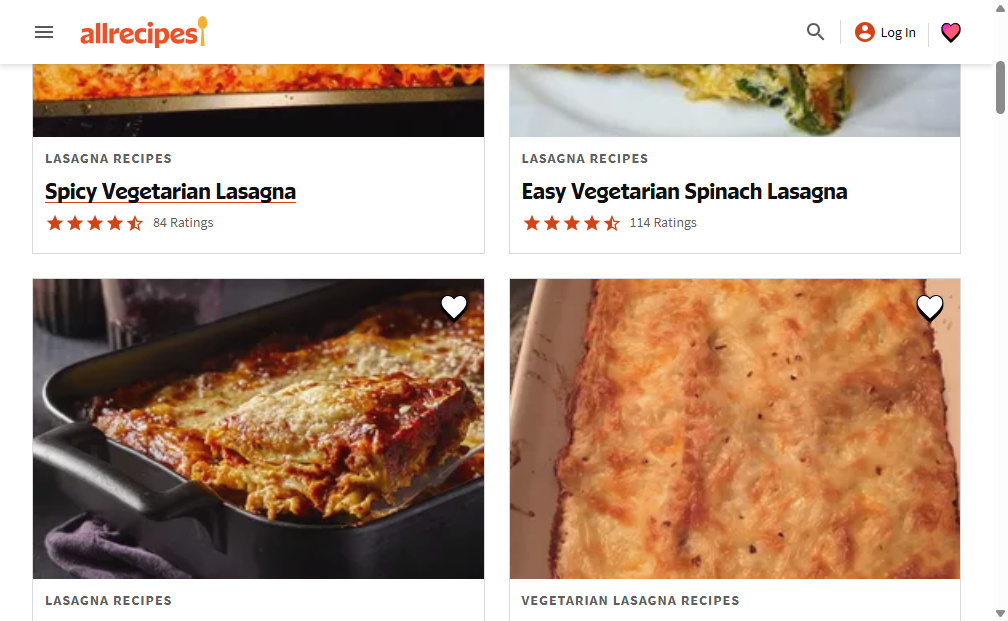 allrecipes
Log In
LASAGNA RECIPES
Spicy Vegetarian Lasagna
84 Ratings
LASAGNA RECIPES
Easy Vegetarian Spinach Lasagna
114 Ratings
LASAGNA RECIPES
VEGETARIAN LASAGNA RECIPES